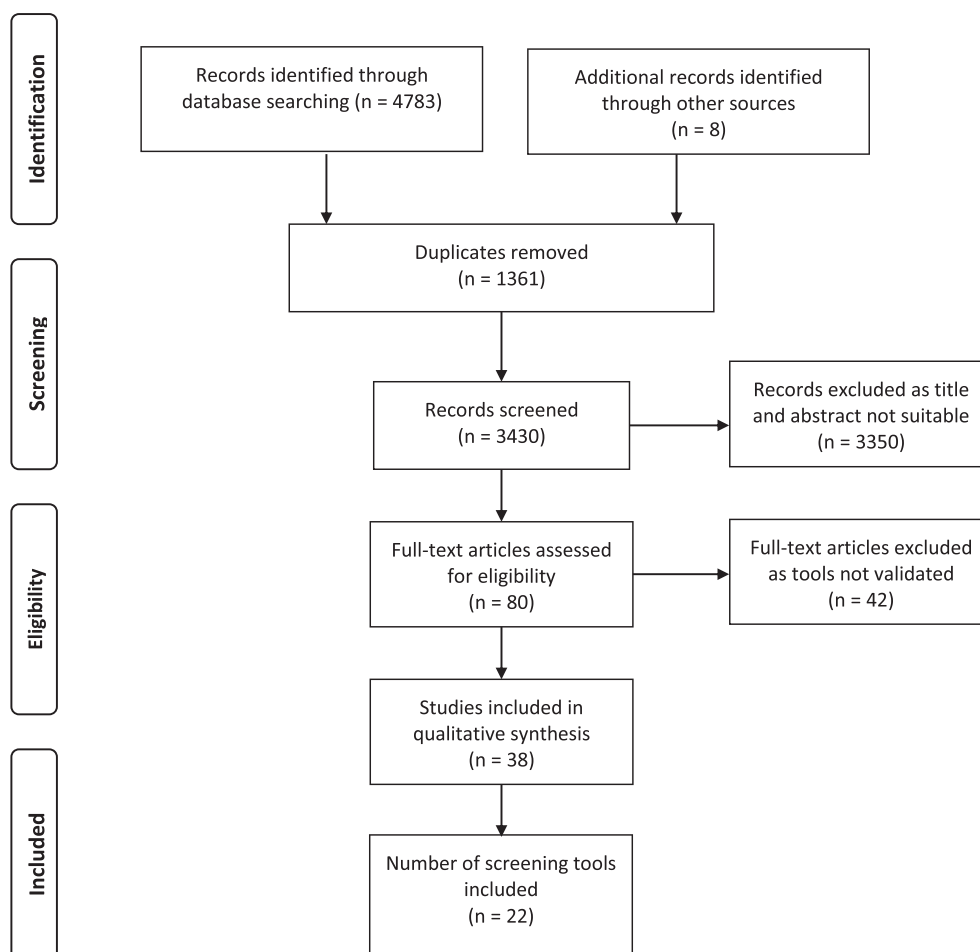 Identification
Records identified through
database searching (n = 4783)
Additional records identified
through other sources
(n = 8)
Duplicates removed
(n = 1361)
Screening
Records screened
(n = 3430)
Records excluded as title
and abstract not suitable
(n = 3350)
Eligibility
Full-text articles assessed
for eligibility
(n = 80)
Full-text articles excluded
as tools not validated
(n = 42)
Studies included in
qualitative synthesis
(n = 38)
Included
Number of screening tools
included
(n = 22)